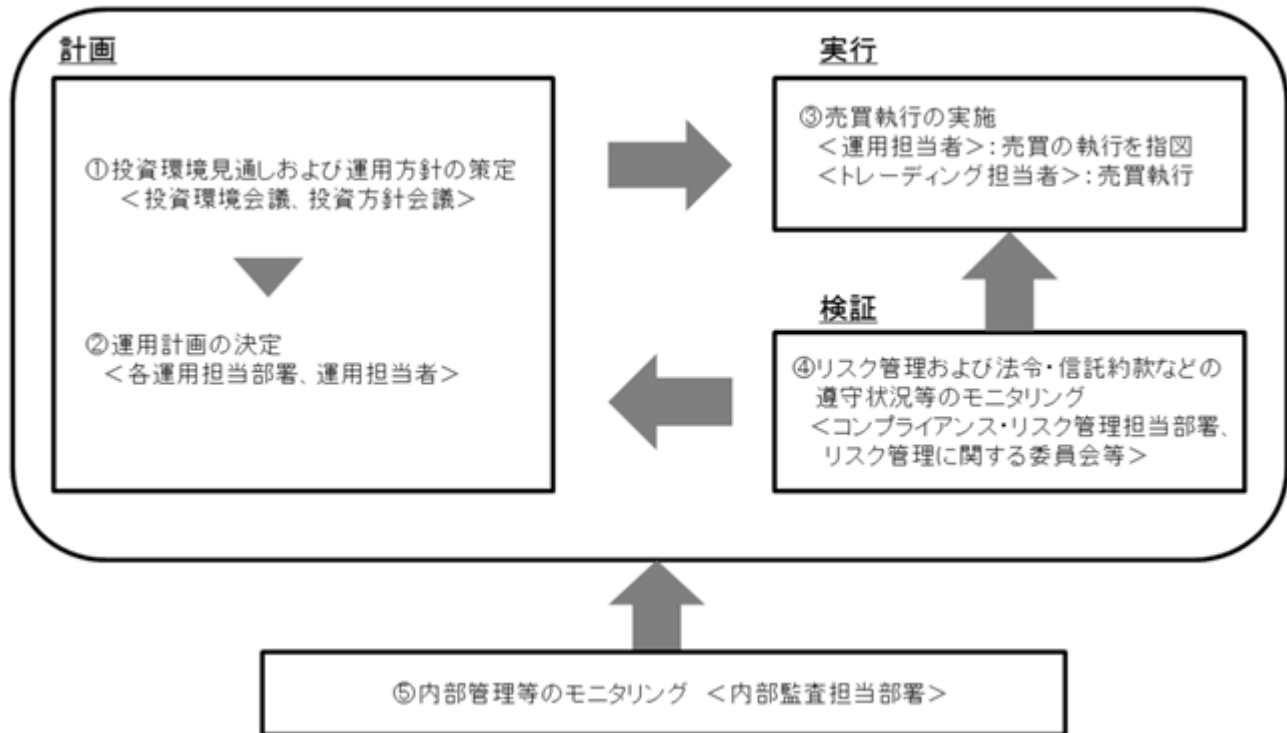 計画
①投資環境見通しおよび運用方針の策定
＜投資環境会議、投資方針会議＞
②運用計画の決定
＜各運用担当部署、運用担当者＞
実行
③売買執行の実施
＜運用担当者＞：売買の執行を指図
＜トレーディング担当者＞：売買執行
検証
④リスク管理および法令・信託約款などの
遵守状況等のモニタリング
＜コンプライアンス・リスク管理担当部署、
リスク管理に関する委員会等＞
⑤内部管理等のモニタリング ＜内部監査担当部署＞